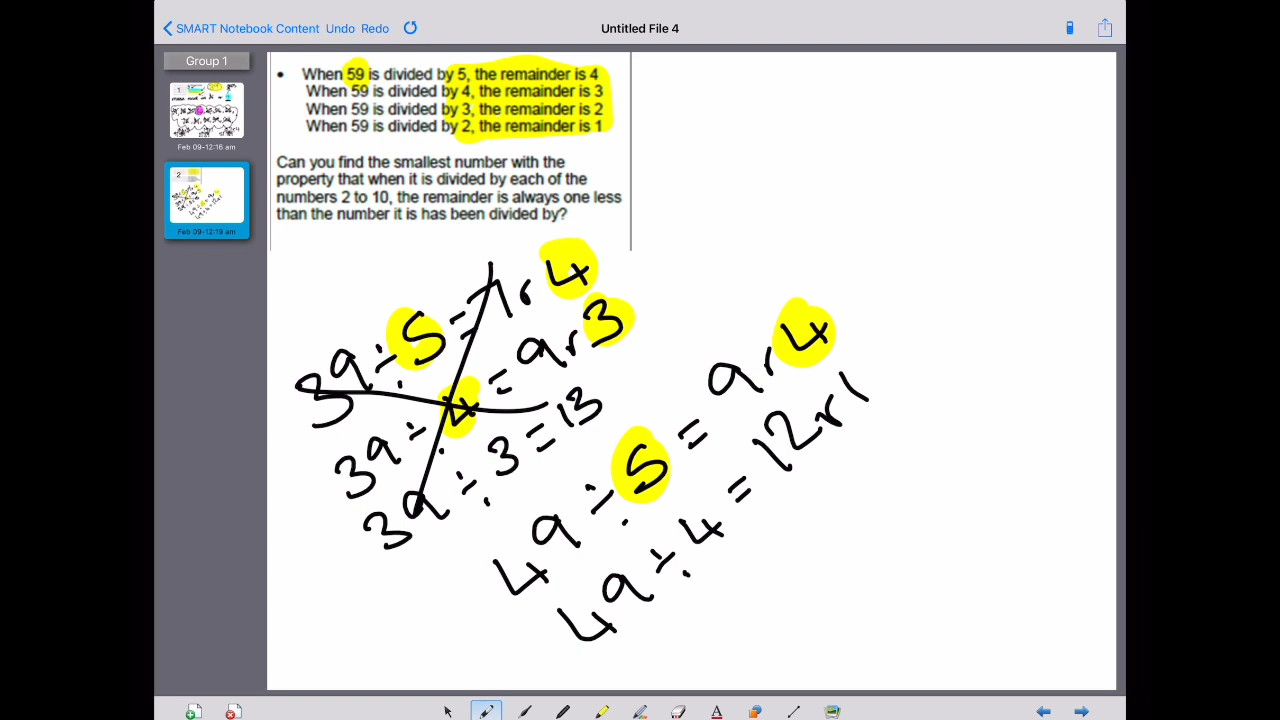 SMART Notebook Content Undo Redo
Untitled File 4
Group 1
1
Feb 09-12:16 am
2
Feb 09-12:19 am
• When 59 is divided by 5, the remainder is 4
When 59 is divided by 4, the remainder is 3
When 59 is divided by 3, the remainder is 2
When 59 is divided by 2, the remainder is 1
Can you find the smallest number with the
property that when it is divided by each of the
numbers 2 to 10, the remainder is always one less
than the number it is has been divided by?
39 ÷ 5 = 7 r 4
39 ÷ 4 = 9 r 3
39 ÷ 3 = 13
49 ÷ 5 = 9 r 4
49 ÷ 4 = 12 r 1
A